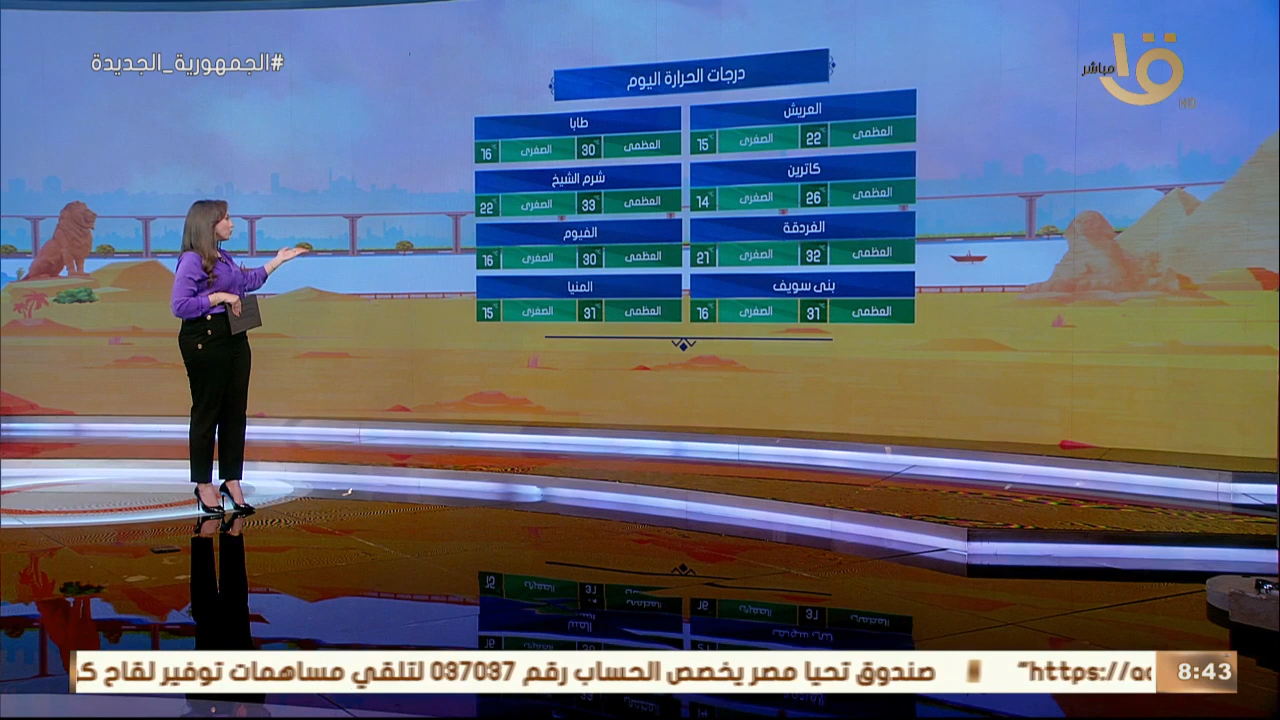 #الجمهورية_الجديدة
مباشر
HD
درجات الحرارة اليوم
العريش
العظمى 22 الصغرى 15
طابا
العظمى 30 الصغرى 16
كاترين
العظمى 26 الصغرى 14
شرم الشيخ
العظمى 33 الصغرى 22
الغردقة
العظمى 32 الصغرى 21
الفيوم
العظمى 30 الصغرى 16
بنى سويف
العظمى 31 الصغرى 16
المنيا
العظمى 31 الصغرى 15
8:43
"https://
صندوق تحيا مصر يخصص الحساب رقم 037037 لتلقي مساهمات توفير لقاح ك